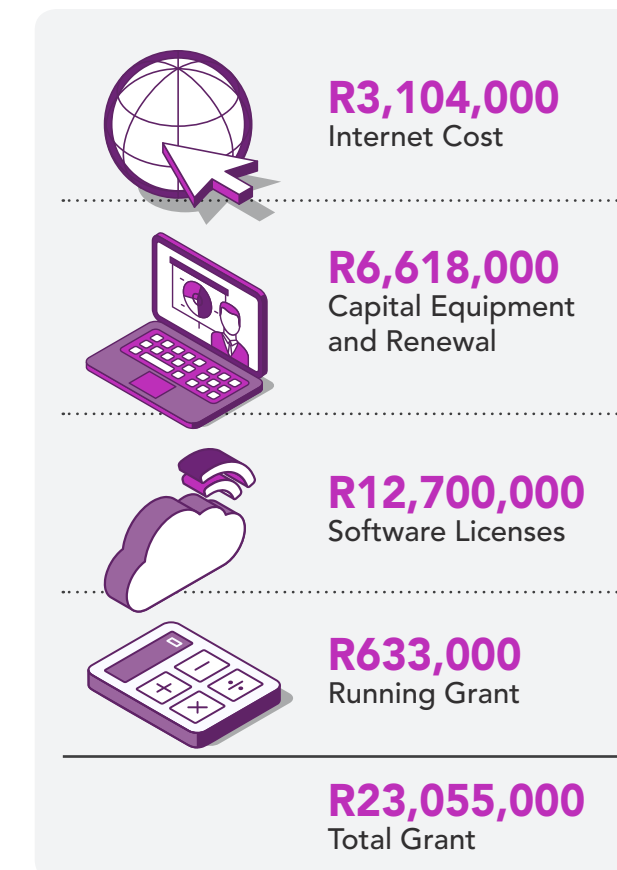 R3,104,000
Internet Cost
R6,618,000
Capital Equipment
and Renewal
R12,700,000
Software Licenses
R633,000
Running Grant
R23,055,000
Total Grant